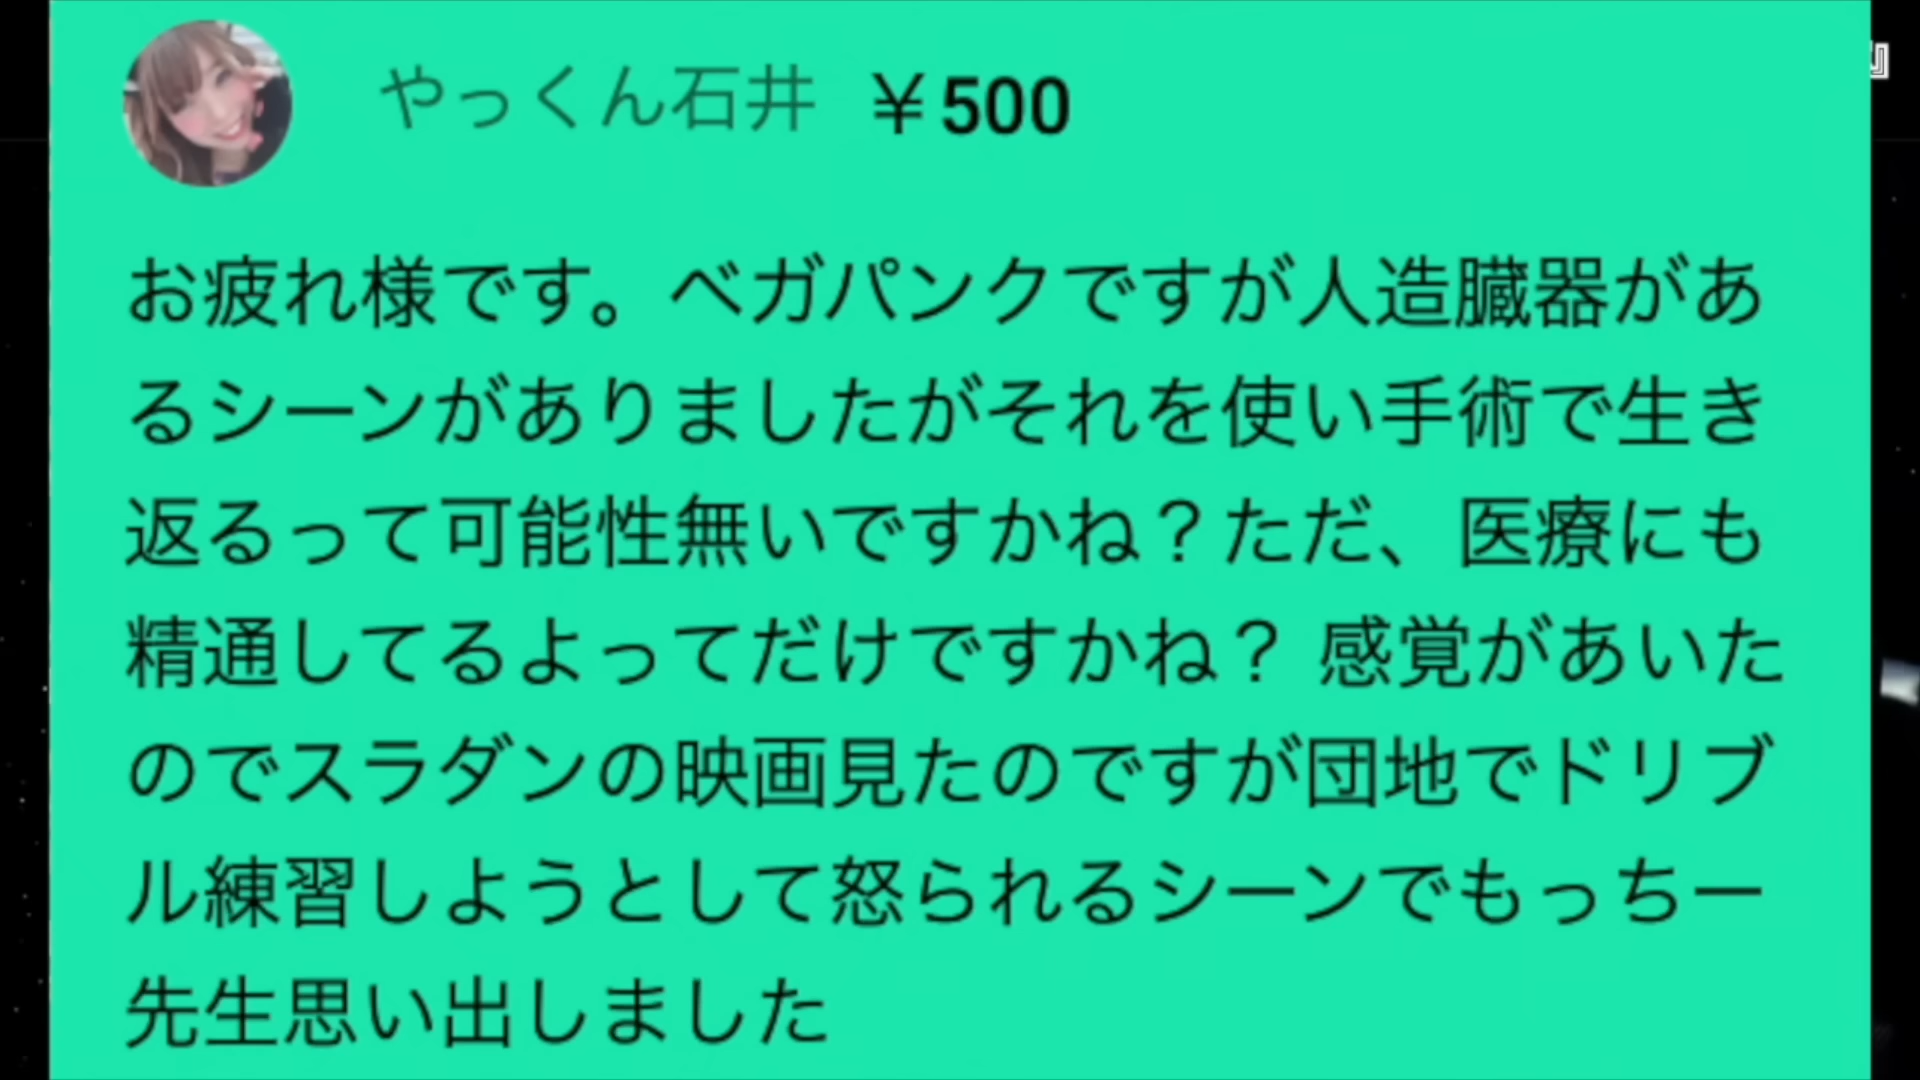 やっくん石井 ￥500
お疲れ様です。ベガパンクですが人造臓器があ
るシーンがありましたがそれを使い手術で生き
返るって可能性無いですかね？ただ、医療にも
精通してるよってだけですかね？ 感覚があいた
のでスラダンの映画見たのですが団地でドリブ
ル練習しようとして怒られるシーンでもっちー
先生思い出しました